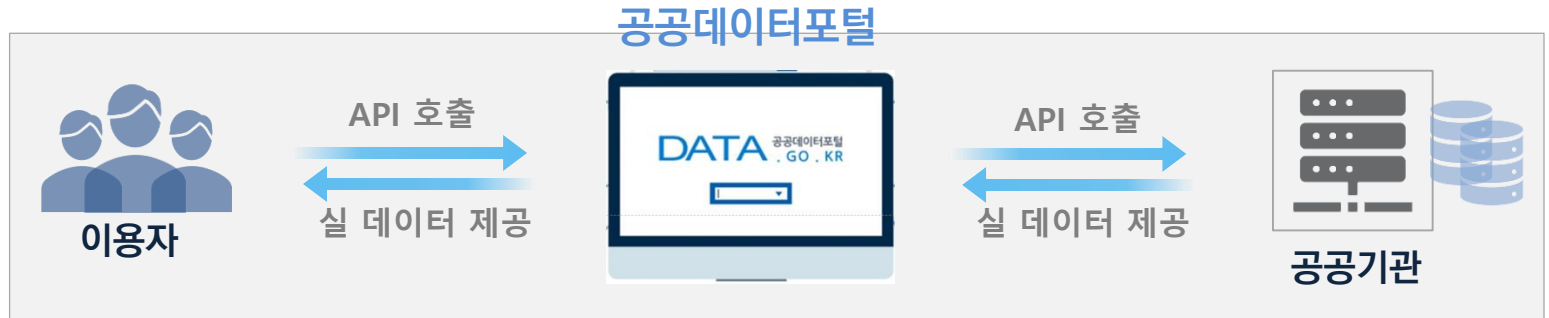 공공데이터포털
API 호출
실 데이터 제공
이용자
DATA 공공데이터포털
. GO . KR
API 호출
실 데이터 제공
공공기관